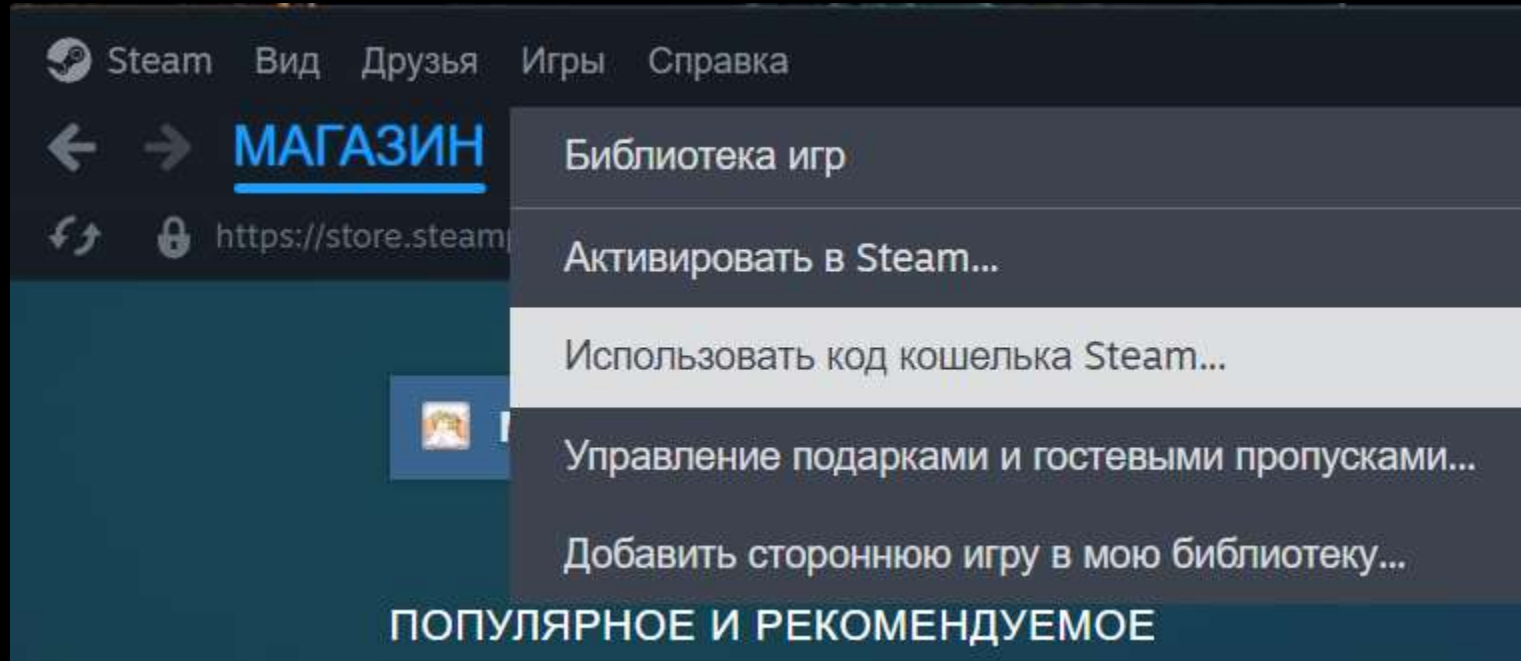 Steam Вид Друзья Игры Справка
МАГАЗИН
https://store.steam
Библиотека игр
Активировать в Steam...
Использовать код кошелька Steam...
Управление подарками и гостевыми пропусками...
Добавить стороннюю игру в мою библиотеку...
ПОПУЛЯРНОЕ И РЕКОМЕНДУЕМОЕ